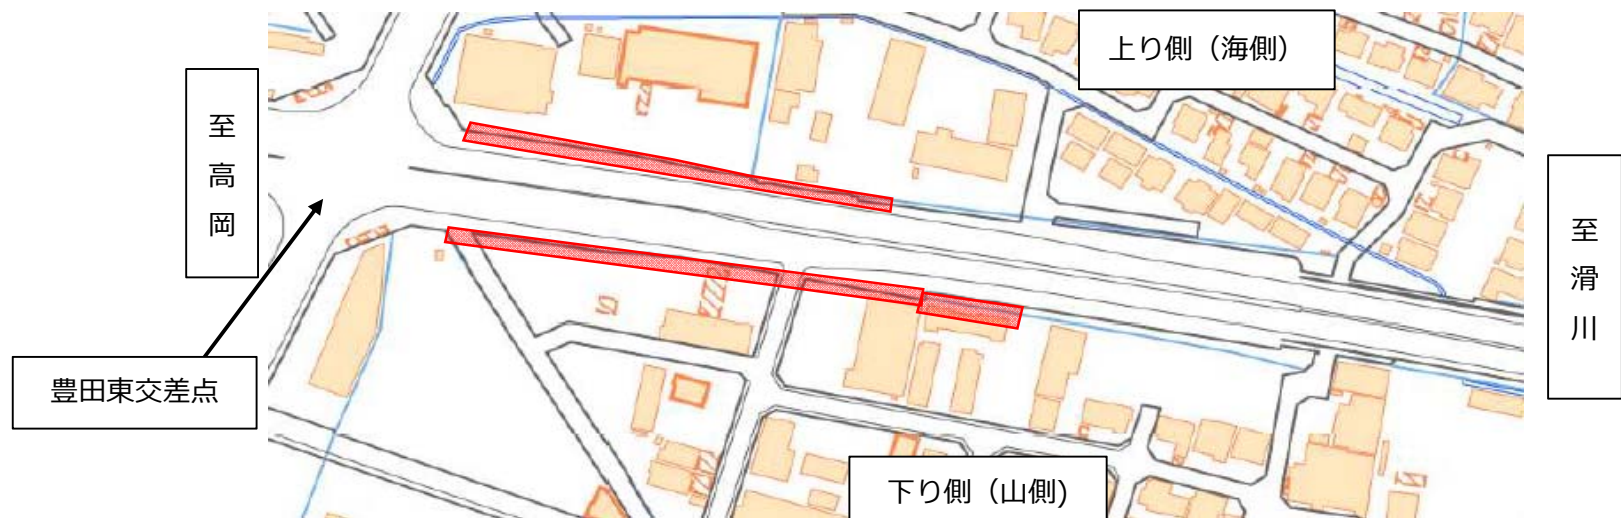 上り側（海側）
至高岡
至滑川
豊田東交差点
下り側（山側)